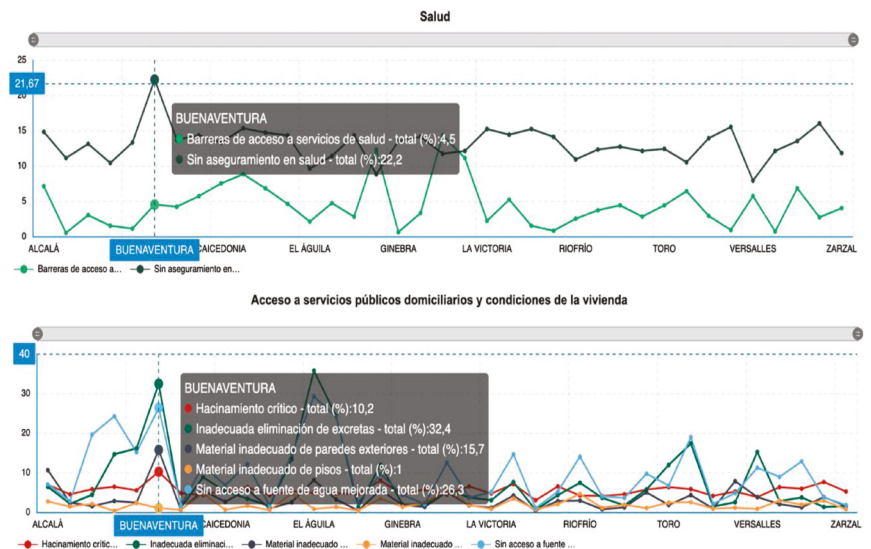 Salud
25
21,67
20
15
10
5
0
BUENAVENTURA
Barreras de acceso a servicios de salud - total (%):4,5
Sin aseguramiento en salud - total (%):22,2
ALCALÁ BUENAVENTURA CAICEDONIA EL ÁGUILA GINEBRA LA VICTORIA RIOFRÍO TORO VERSALLES ZARZAL
Barreras de acceso a... Sin aseguramiento en...
Acceso a servicios públicos domiciliarios y condiciones de la vivienda
40
30
20
10
0
BUENAVENTURA
Hacinamiento crítico - total (%):10,2
Inadecuada eliminación de excretas - total (%):32,4
Material inadecuado de paredes exteriores - total (%):15,7
Material inadecuado de pisos - total (%):1
Sin acceso a fuente de agua mejorada - total (%):26,3
ALCALÁ BUENAVENTURA CAICEDONIA EL ÁGUILA GINEBRA LA VICTORIA RIOFRÍO TORO VERSALLES ZARZAL
Hacinamiento crític... Inadecuada eliminaci... Material inadecuado ... Material inadecuado ... Sin acceso a fuente ...